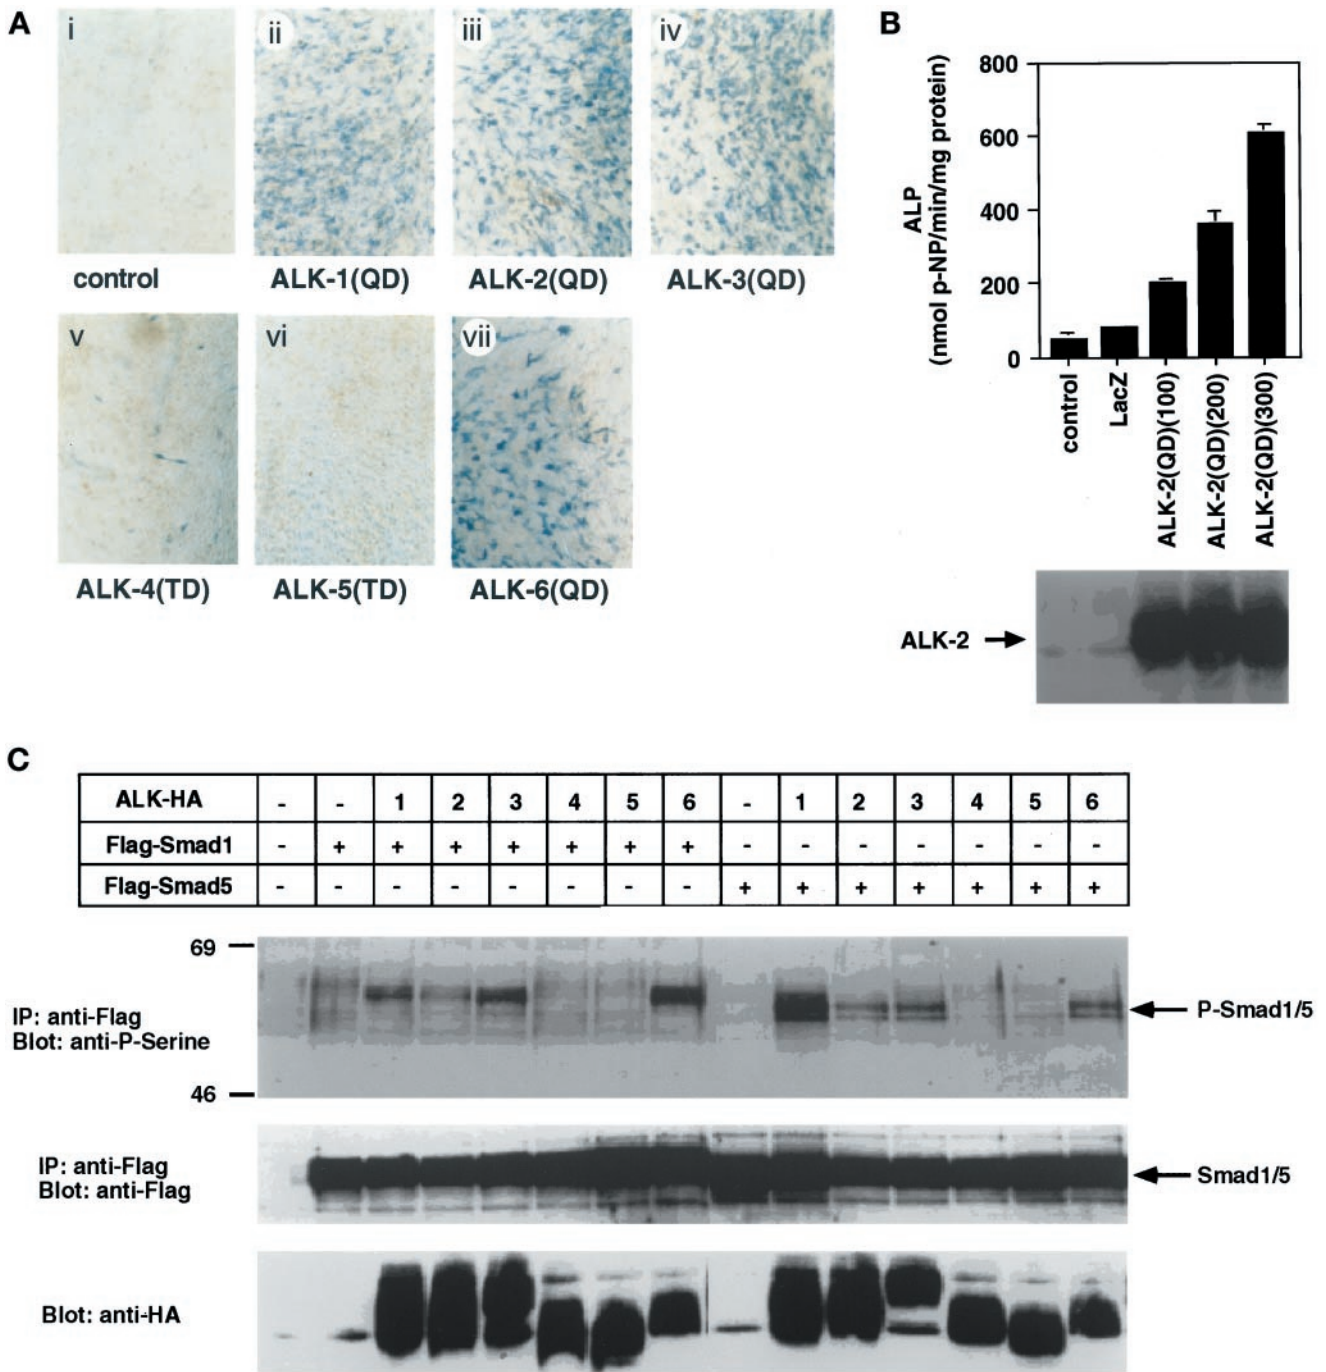 A
i
ii
iii
iv
control
ALK-1(QD)
ALK-2(QD)
ALK-3(QD)
v
vi
vii
ALK-4(TD)
ALK-5(TD)
ALK-6(QD)
B
ALP
(nmol p-NP/min/mg protein)
800
600
400
200
0
control
LacZ
ALK-2(QD)(100)
ALK-2(QD)(200)
ALK-2(QD)(300)
ALK-2
C
ALK-HA - - 1 2 3 4 5 6 - 1 2 3 4 5 6
Flag-Smad1 - + + + + + + + - - - - - - -
Flag-Smad5 - - - - - - - - + + + + + + +
69
IP: anti-Flag
Blot: anti-P-Serine
P-Smad1/5
46
IP: anti-Flag
Blot: anti-Flag
Smad1/5
Blot: anti-HA